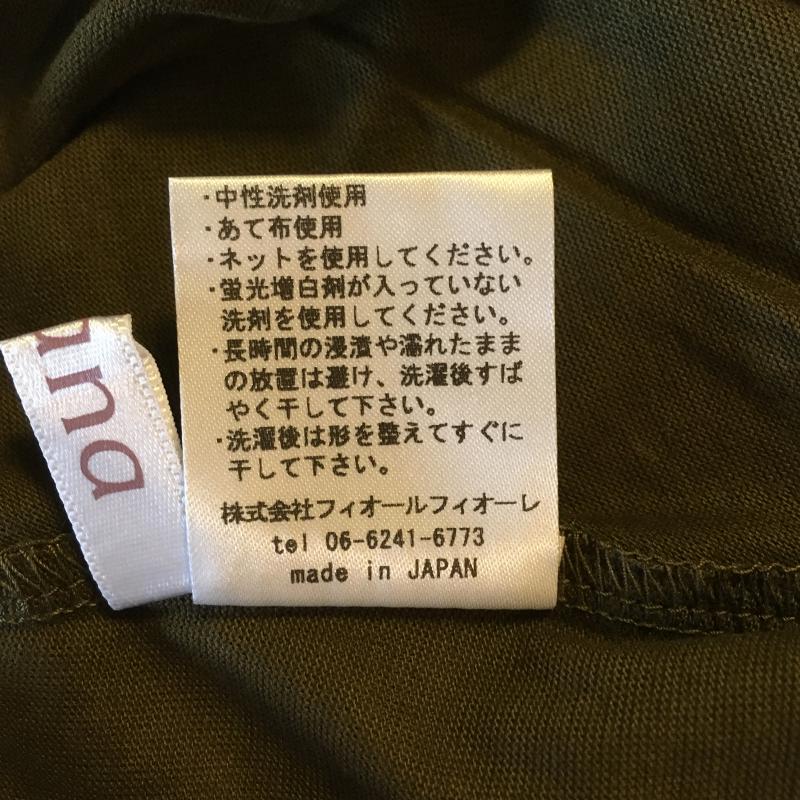 ・中性洗剤使用
・あて布使用
・ネットを使用してください。
・蛍光増白剤が入っていない
洗剤を使用してください。
・長時間の浸漬や濡れたまま
の放置は避け、洗濯後すば
やく干して下さい。
・洗濯後は形を整えてすぐに
干して下さい。
株式会社フィオールフィオーレ
tel 06-6241-6773
made in JAPAN
una